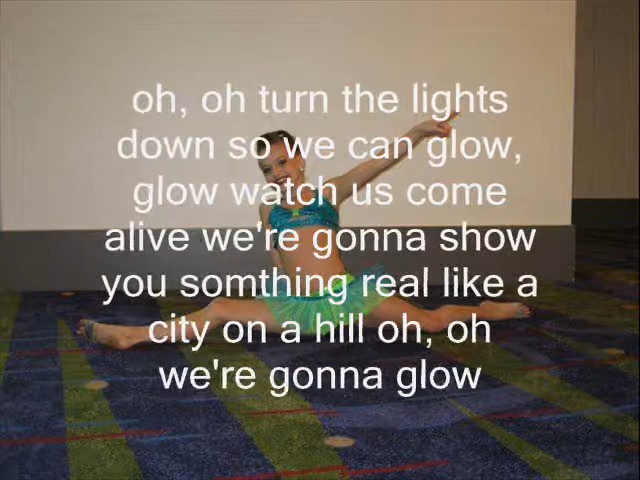 oh, oh turn the lights
down so we can glow,
glow watch us come
alive we're gonna show
you somthing real like a
city on a hill oh, oh
we're gonna glow